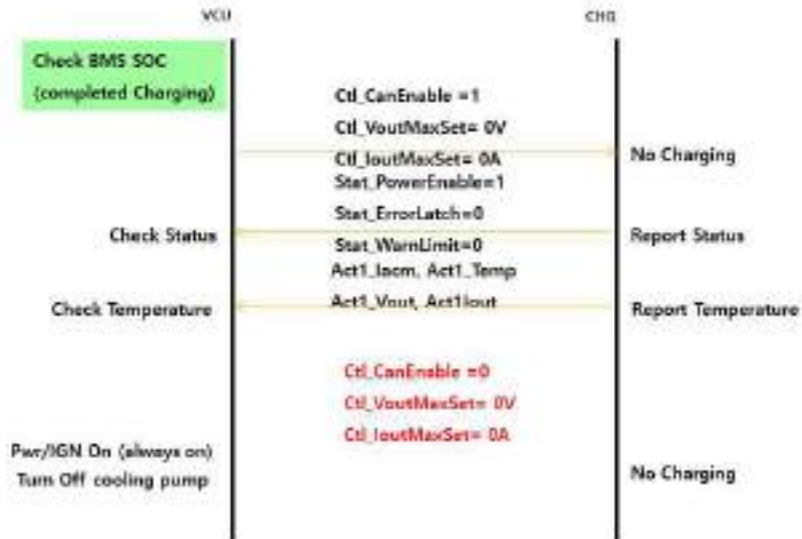 VCU
CHG
Check BMS SOC
(completed Charging)
Ctl_CanEnable =1
Ctl_VoutMaxSet= 0V
Ctl_IoutMaxSet= 0A
No Charging
Stat_PowerEnable=1
Stat_ErrorLatch=0
Check Status
Report Status
Stat_WarnLimit=0
Act1_Iacm, Act1_Temp
Act1_Vout, Act1Iout
Check Temperature
Report Temperature
Ctl_CanEnable =0
Ctl_VoutMaxSet= 0V
Ctl_IoutMaxSet= 0A
Pwr/IGN On (always on)
Turn Off cooling pump
No Charging